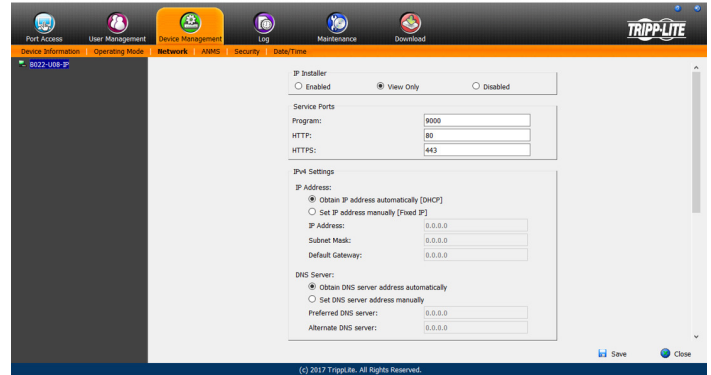 Port Access User Management Device Management Log Maintenance Download TRIPP·LITE
Device Information Operating Mode Network ANMS Security Date/Time
B022-U08-IP
IP Installer
Enabled View Only Disabled
Service Ports
Program: 9000
HTTP: 80
HTTPS: 443
IPv4 Settings
IP Address:
Obtain IP address automatically [DHCP]
Set IP address manually [Fixed IP]
IP Address: 0.0.0.0
Subnet Mask: 0.0.0.0
Default Gateway: 0.0.0.0
DNS Server:
Obtain DNS server address automatically
Set DNS server address manually
Preferred DNS server: 0.0.0.0
Alternate DNS server: 0.0.0.0
Save Close
(c) 2017 TrippLite. All Rights Reserved.